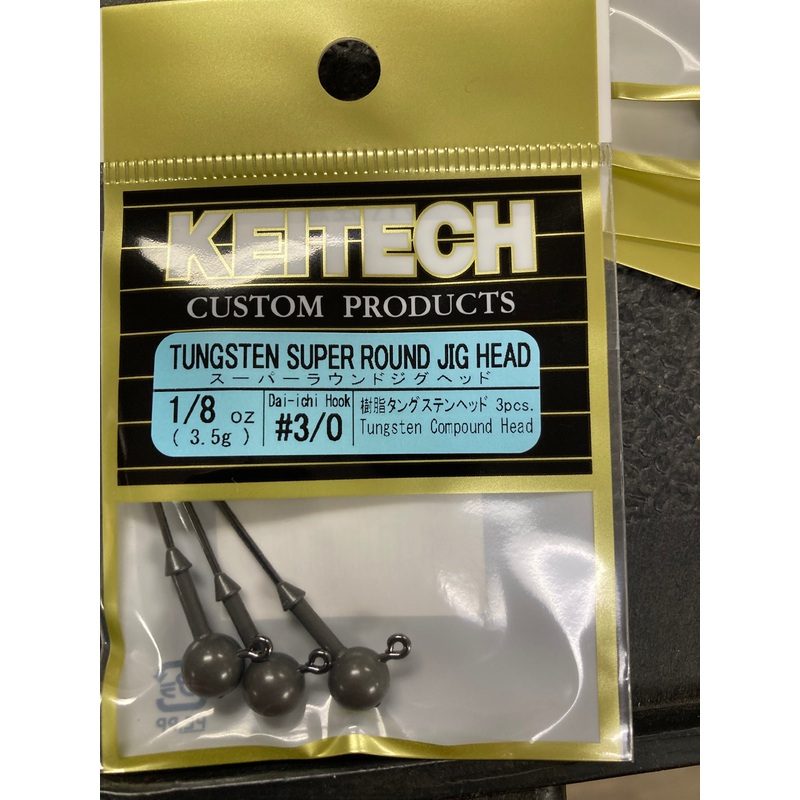 KEITECH
CUSTOM PRODUCTS
TUNGSTEN SUPER ROUND JIG HEAD
スーパーラウンドジグヘッド
1/8 oz
( 3.5g )
Dai-ichi Hook
#3/0
樹脂タングステンヘッド 3pcs.
Tungsten Compound Head